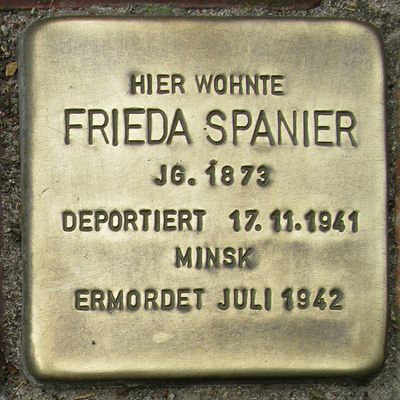 HIER WOHNTE
FRIEDA SPANIER
JG. 1873
DEPORTIERT 17.11.1941
MINSK
ERMORDET JULI 1942